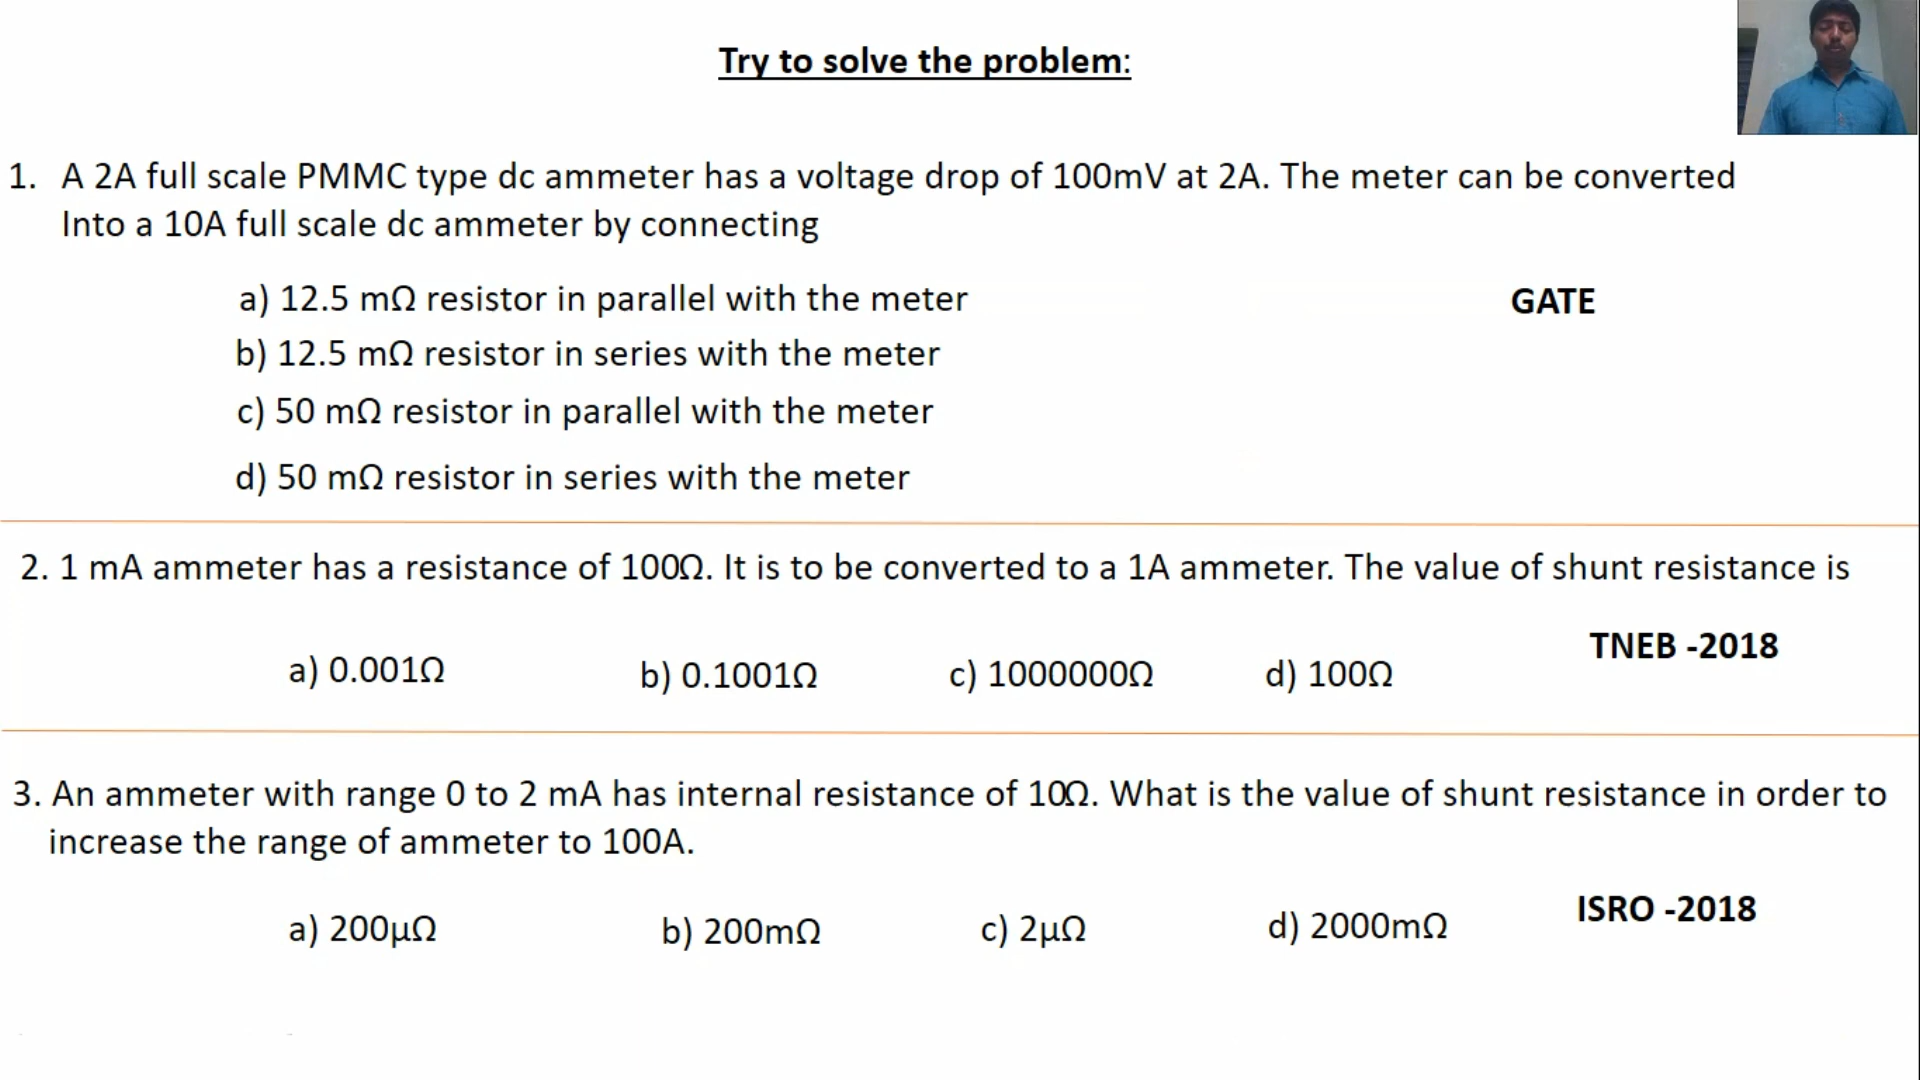 Try to solve the problem:
1. A 2A full scale PMMC type dc ammeter has a voltage drop of 100mV at 2A. The meter can be converted
Into a 10A full scale dc ammeter by connecting
a) 12.5 mΩ resistor in parallel with the meter
GATE
b) 12.5 mΩ resistor in series with the meter
c) 50 mΩ resistor in parallel with the meter
d) 50 mΩ resistor in series with the meter
2. 1 mA ammeter has a resistance of 100Ω. It is to be converted to a 1A ammeter. The value of shunt resistance is
TNEB -2018
a) 0.001Ω b) 0.1001Ω c) 1000000Ω d) 100Ω
3. An ammeter with range 0 to 2 mA has internal resistance of 10Ω. What is the value of shunt resistance in order to
increase the range of ammeter to 100A.
ISRO -2018
a) 200µΩ b) 200mΩ c) 2µΩ d) 2000mΩ